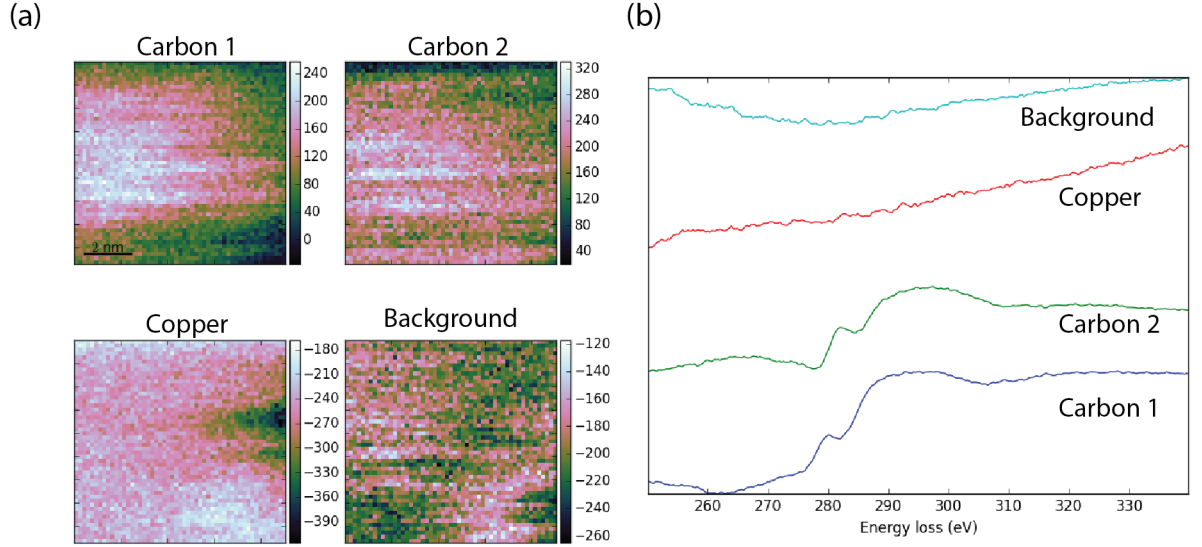 (a)
(b)
Carbon 1
Carbon 2
240
200
160
120
80
40
0
2 nm
320
280
240
200
160
120
80
40
Copper
Background
−180
−210
−240
−270
−300
−330
−360
−390
−120
−140
−160
−180
−200
−220
−240
−260
Background
Copper
Carbon 2
Carbon 1
260 270 280 290 300 310 320 330
Energy loss (eV)